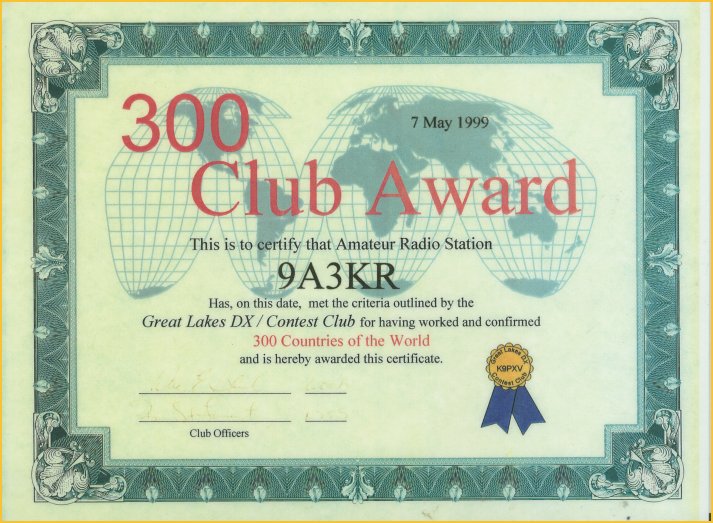 300
7 May 1999
Club Award
This is to certify that Amateur Radio Station
9A3KR
Has, on this date, met the criteria outlined by the
Great Lakes DX / Contest Club for having worked and confirmed
300 Countries of the World
and is hereby awarded this certificate.
Great Lakes DX
K9PXV
Contest Club
Club Officers